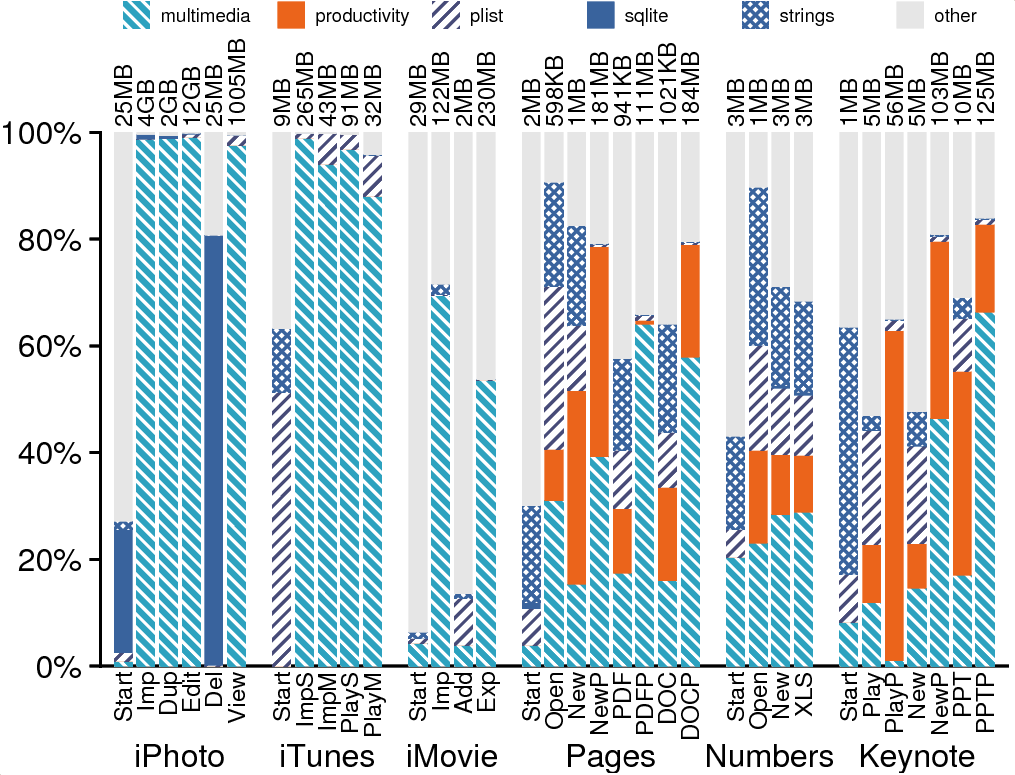 multimedia productivity plist sqlite strings other
25MB 4GB 2GB 12GB 25MB 1005MB 9MB 265MB 43MB 91MB 32MB 29MB 122MB 2MB 230MB 2MB 598KB 1MB 181MB 941KB 111MB 1021KB 184MB 3MB 1MB 3MB 3MB 1MB 5MB 56MB 5MB 103MB 10MB 125MB
100%
80%
60%
40%
20%
0%
Start Imp Dup Edit Del View Start ImpS ImpM PlayS PlayM Start Imp Add Exp Start Open New NewP PDF PDFP DOC DOCP Start Open New XLS Start Play PlayP New NewP PPT PPTP
iPhoto iTunes iMovie Pages Numbers Keynote